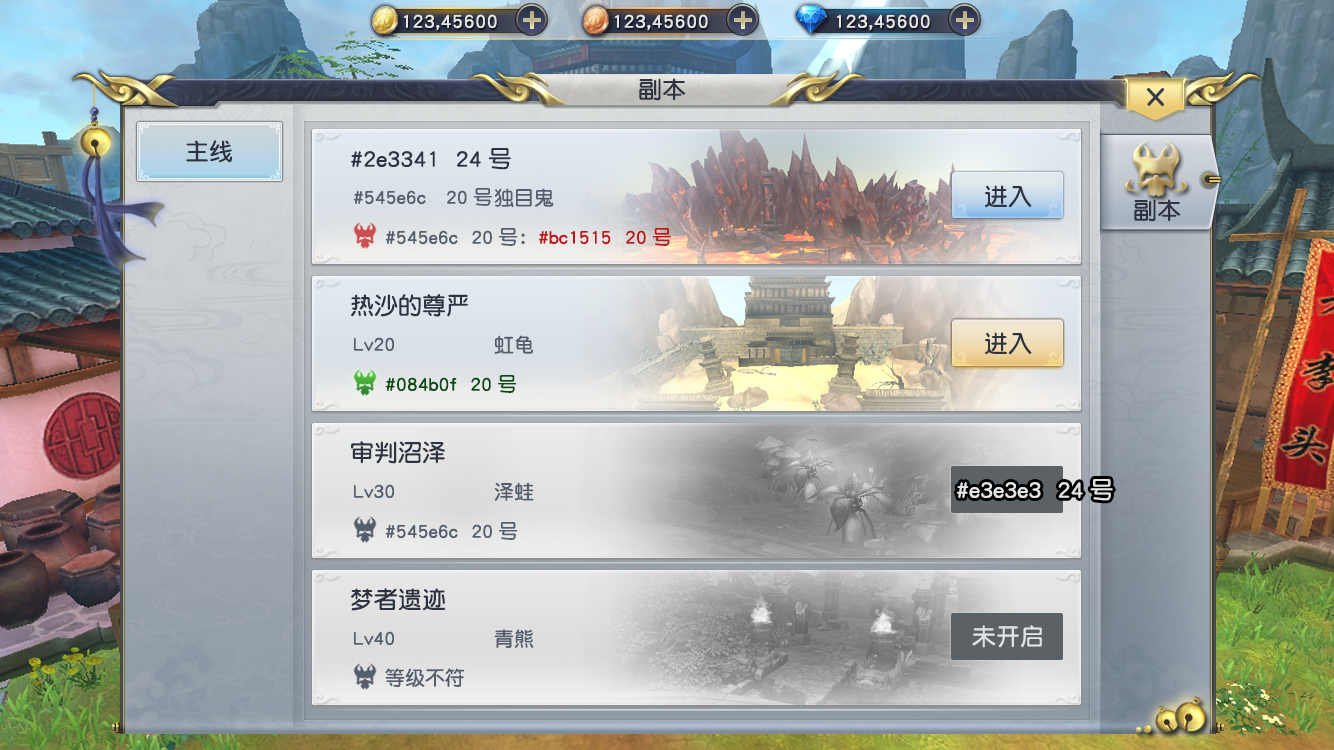 123,45600
123,45600
123,45600
副本
主线
#2e3341 24 号
#545e6c 20 号独目鬼
#545e6c 20 号: #bc1515 20 号
进入
副本
热沙的尊严
Lv20 虹龟
#084b0f 20 号
进入
审判沼泽
Lv30 泽蛙
#545e6c 20 号
#e3e3e3 24 号
梦者遗迹
Lv40 青熊
等级不符
未开启
李
头